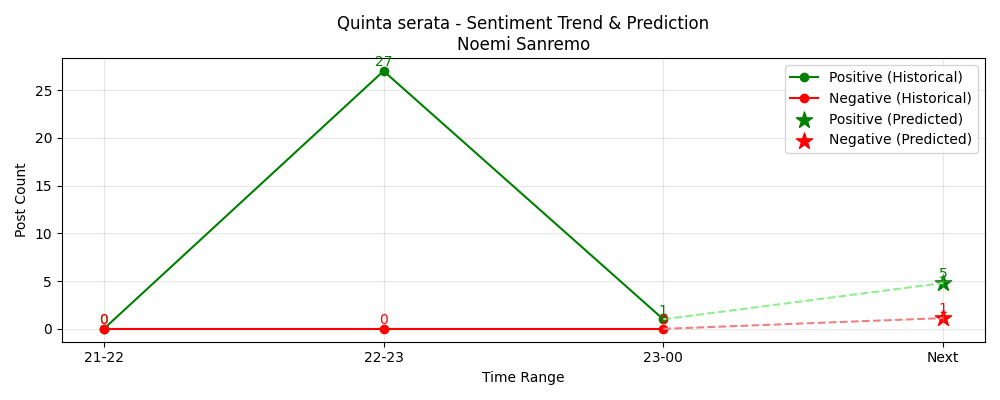 Quinta serata - Sentiment Trend & Prediction
Noemi Sanremo
Positive (Historical)
Negative (Historical)
Positive (Predicted)
Negative (Predicted)
Post Count
25
20
15
10
5
0
0
0
27
0
1
0
5
1
21-22
22-23
23-00
Next
Time Range